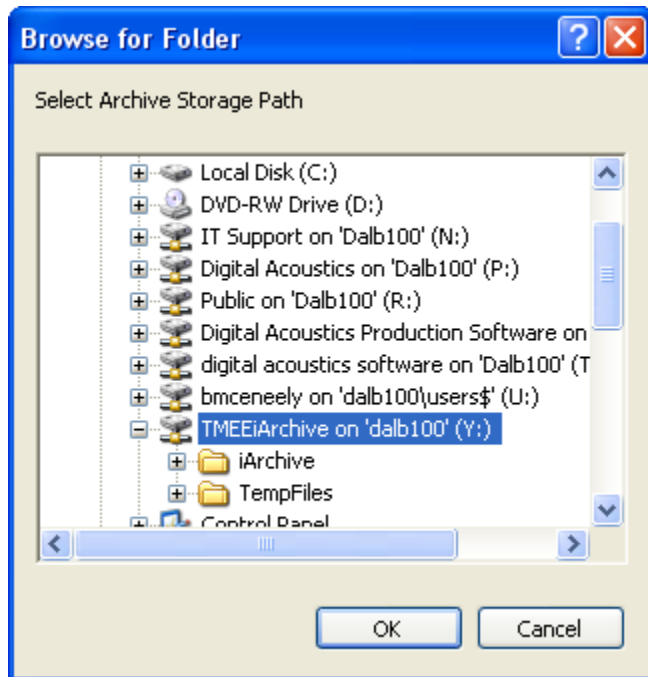 Browse for Folder
Select Archive Storage Path
Local Disk (C:)
DVD-RW Drive (D:)
IT Support on 'Dalb100' (N:)
Digital Acoustics on 'Dalb100' (P:)
Public on 'Dalb100' (R:)
Digital Acoustics Production Software on
digital acoustics software on 'Dalb100' (T
bmceneely on 'dalb100\users$' (U:)
TMEEiArchive on 'dalb100' (Y:)
iArchive
TempFiles
Control Panel
OK
Cancel